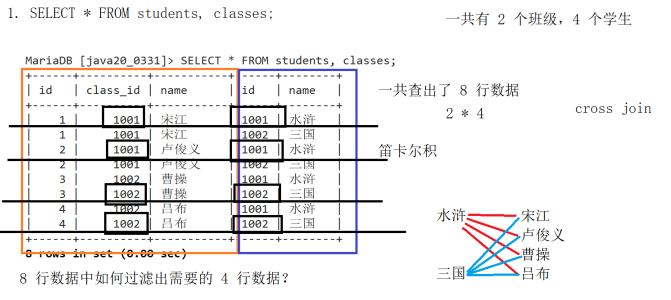 1. SELECT * FROM students, classes;
一共有 2 个班级，4 个学生
MariaDB [java20_0331]> SELECT * FROM students, classes;
+----+----------+--------+------+--------+
| id | class_id | name | id | name |
+----+----------+--------+------+--------+
| 1 | 1001 | 宋江 | 1001 | 水浒 |
| 1 | 1001 | 宋江 | 1002 | 三国 |
| 2 | 1001 | 卢俊义 | 1001 | 水浒 |
| 2 | 1001 | 卢俊义 | 1002 | 三国 |
| 3 | 1002 | 曹操 | 1001 | 水浒 |
| 3 | 1002 | 曹操 | 1002 | 三国 |
| 4 | 1002 | 吕布 | 1001 | 水浒 |
| 4 | 1002 | 吕布 | 1002 | 三国 |
+----+----------+--------+------+--------+
8 rows in set (0.00 sec)
一共查出了 8 行数据
2 * 4
cross join
笛卡尔积
水浒
三国
宋江
卢俊义
曹操
吕布
8 行数据中如何过滤出需要的 4 行数据？